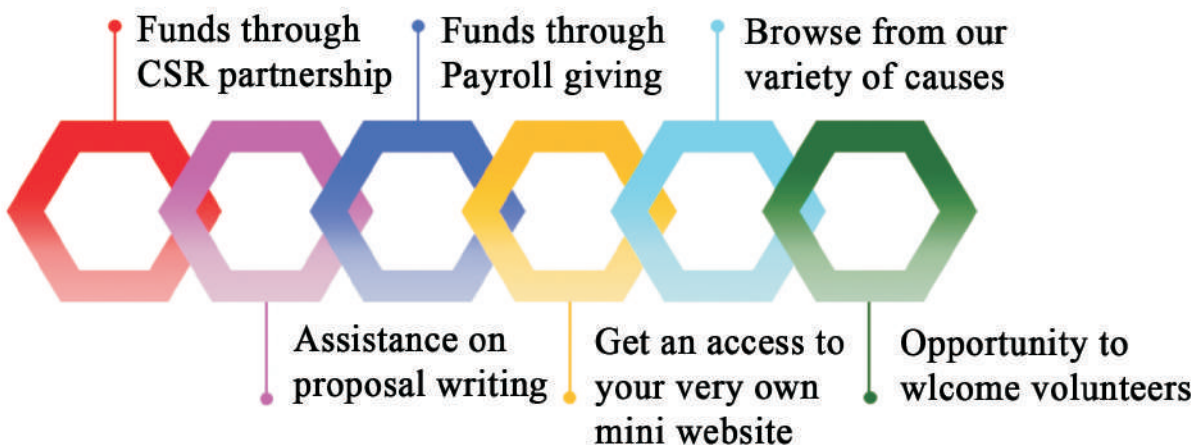 Funds through
CSR partnership
Funds through
Payroll giving
Browse from our
variety of causes
Assistance on
proposal writing
Get an access to
your very own
mini website
Opportunity to
wlcome volunteers